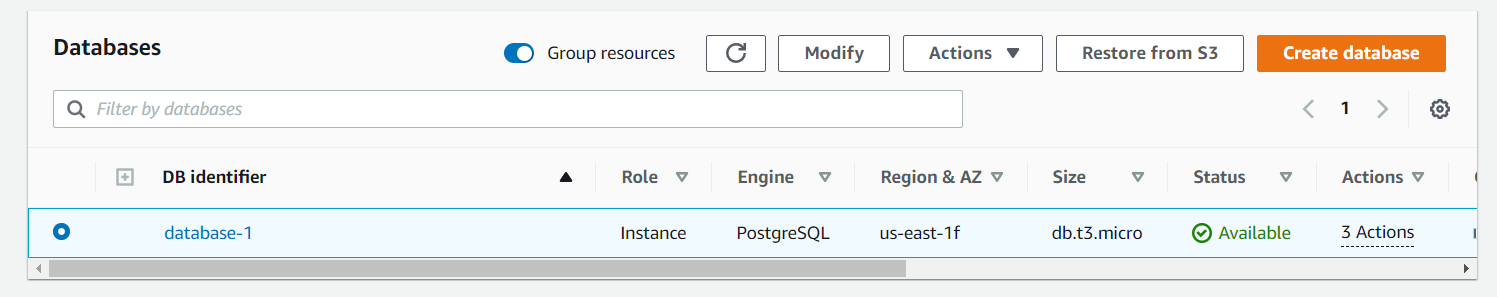 Databases
Group resources
Modify
Actions
Restore from S3
Create database
Filter by databases
1
DB identifier Role Engine Region & AZ Size Status Actions
database-1 Instance PostgreSQL us-east-1f db.t3.micro Available 3 Actions